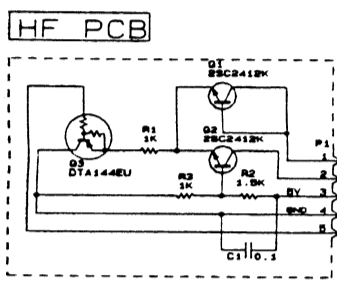 HF PCB
Q1
2SC2412K
Q2
2SC2412K
R1
1K
P1
1
2
Q3
DTA144EU
R3
1K
R2
1.5K
5V
3
GND
4
5
C1
0.1